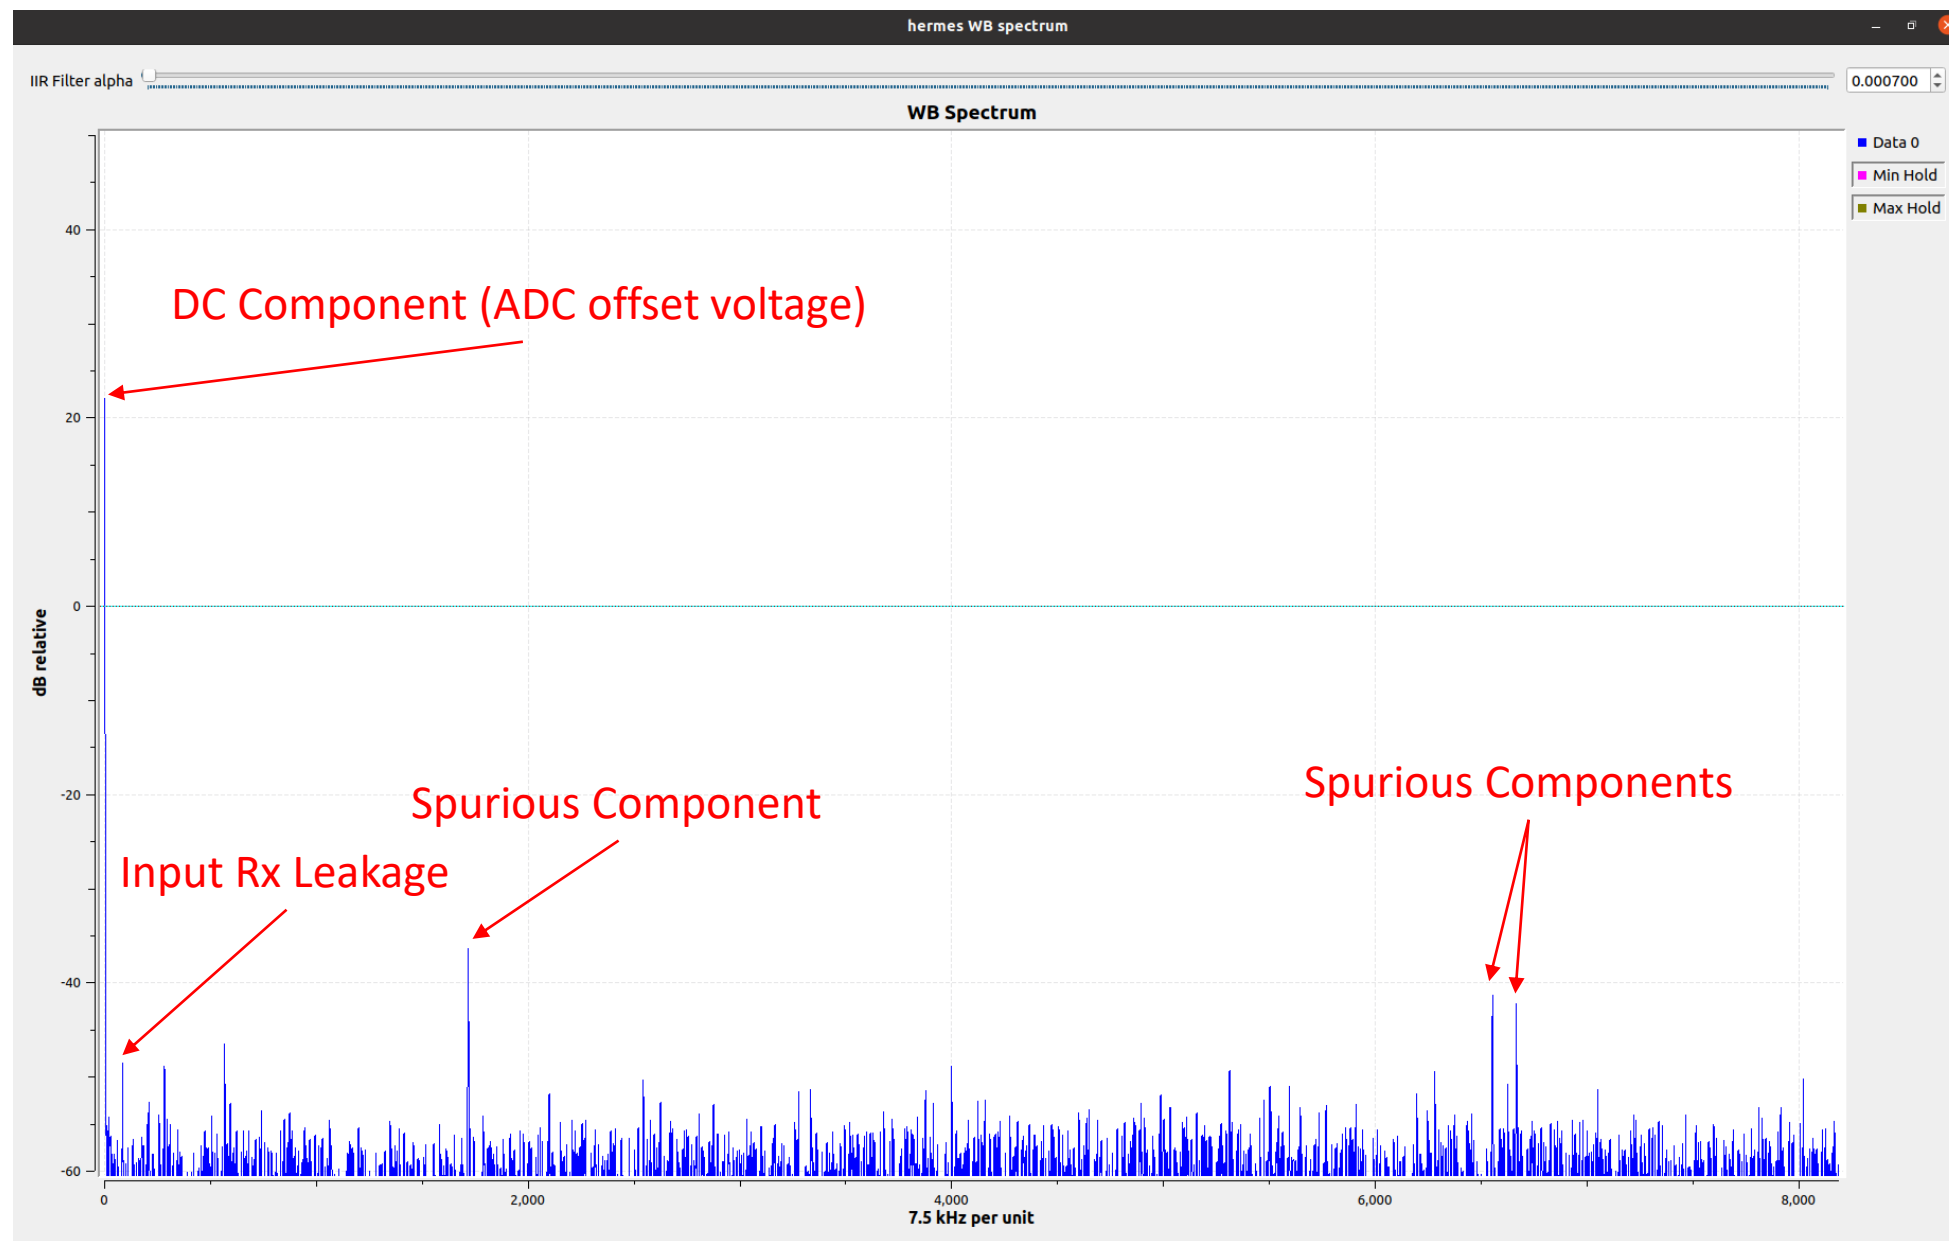 hermes WB spectrum
IIR Filter alpha
0.000700
WB Spectrum
Data 0
Min Hold
Max Hold
40
DC Component (ADC offset voltage)
20
0
dB relative
-20
Spurious Component
Spurious Components
Input Rx Leakage
-40
-60
0
2,000
4,000
6,000
8,000
7.5 kHz per unit